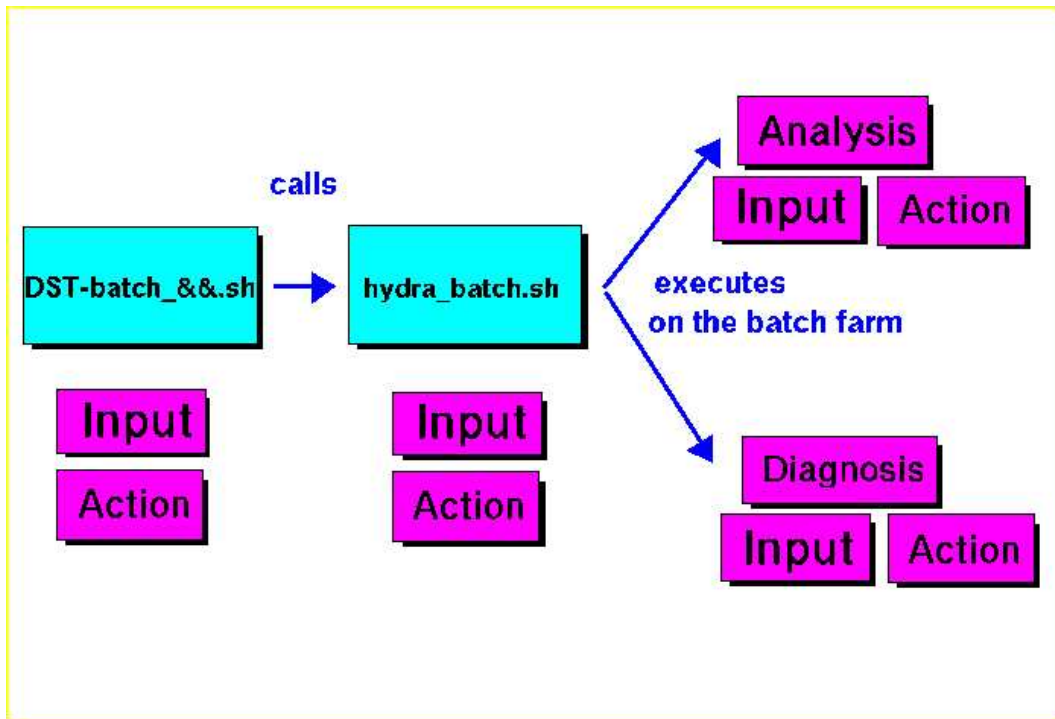 calls
DST-batch_&&.sh
hydra_batch.sh
Input
Action
Input
Action
Analysis
Input
Action
executes
on the batch farm
Diagnosis
Input
Action